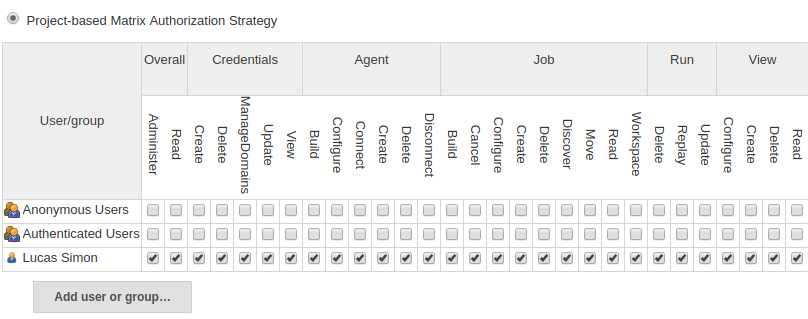 Project-based Matrix Authorization Strategy
Overall Credentials Agent Job Run View
User/group
Administer Read Create Delete ManageDomains Update View Build Configure Connect Create Delete Disconnect Build Cancel Configure Create Delete Discover Move Read Workspace Delete Replay Update Configure Create Delete Read
Anonymous Users
Authenticated Users
Lucas Simon
Add user or group...